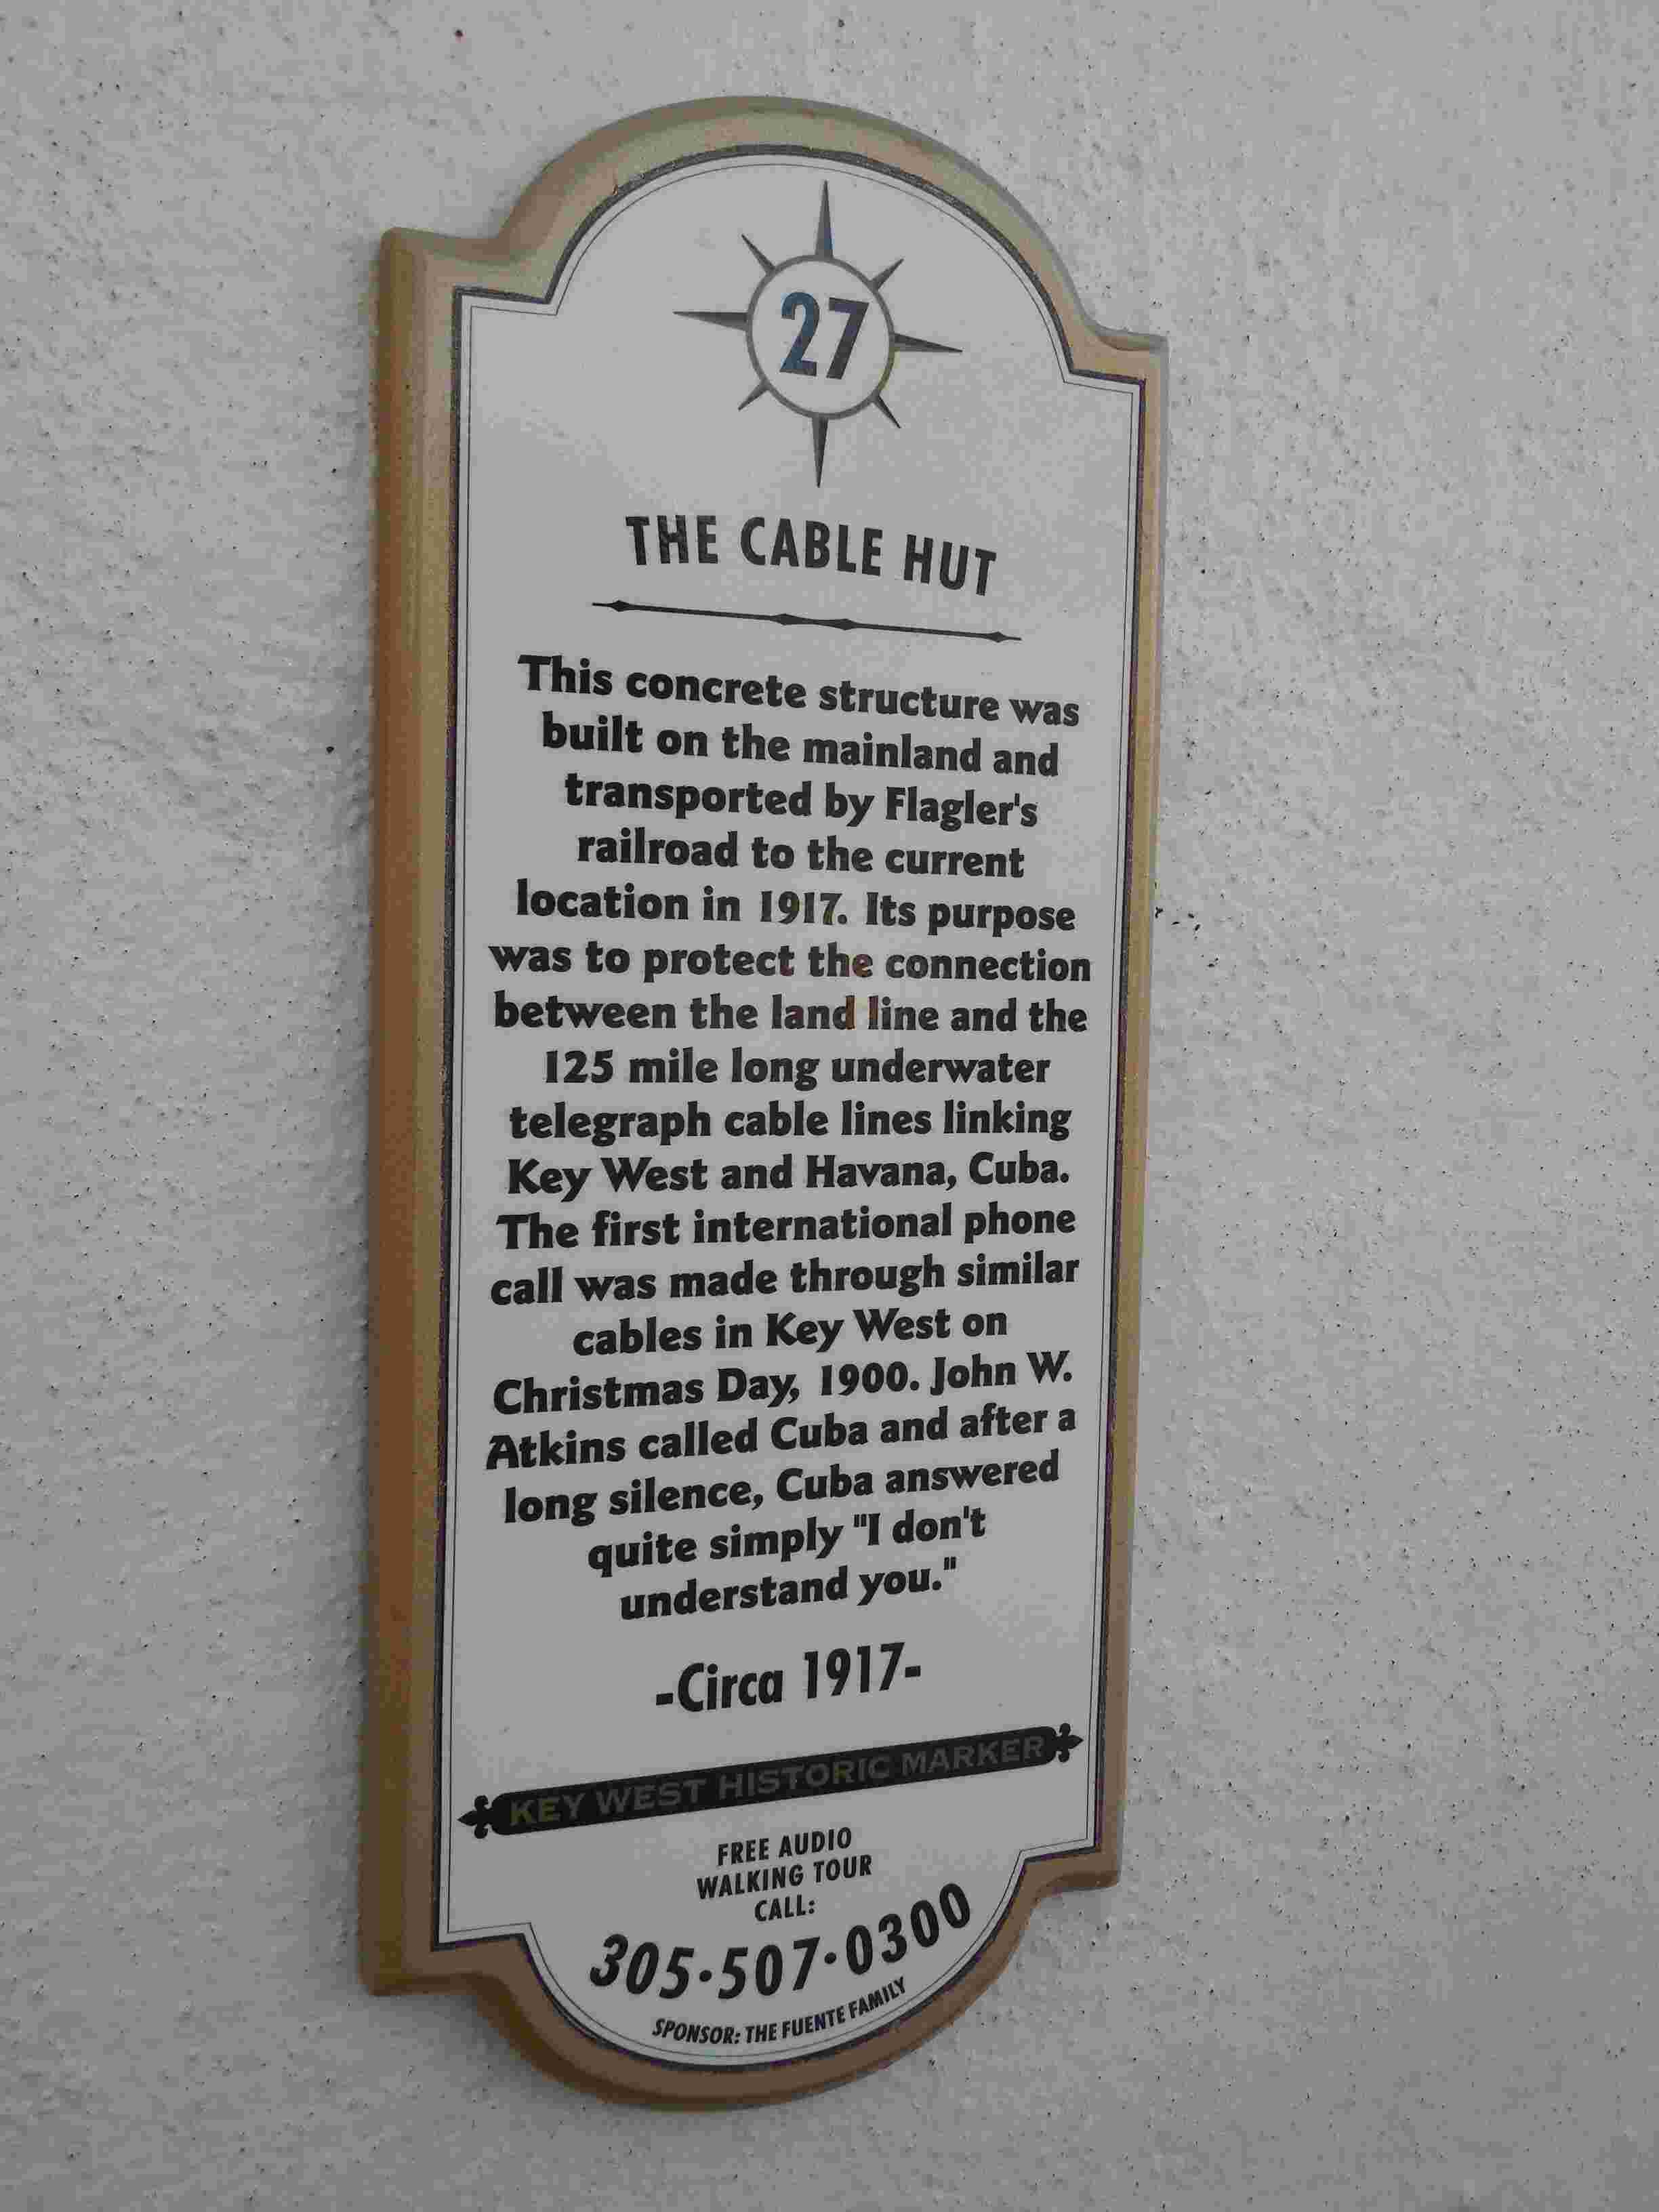 27
THE CABLE HUT
This concrete structure was
built on the mainland and
transported by Flagler's
railroad to the current
location in 1917. Its purpose
was to protect the connection
between the land line and the
125 mile long underwater
telegraph cable lines linking
Key West and Havana, Cuba.
The first international phone
call was made through similar
cables in Key West on
Christmas Day, 1900. John W.
Atkins called Cuba and after a
long silence, Cuba answered
quite simply "I don't
understand you."
-Circa 1917-
KEY WEST HISTORIC MARKER
FREE AUDIO
WALKING TOUR
CALL:
305·507·0300
SPONSOR: THE FUENTE FAMILY